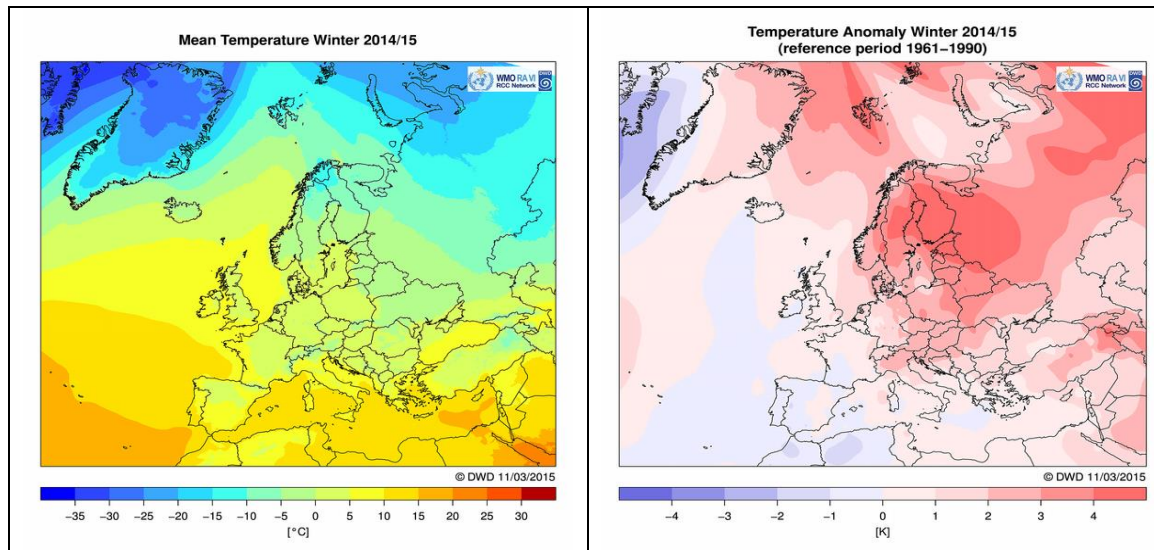 Mean Temperature Winter 2014/15
WMO RA VI
RCC Network
DWD
© DWD 11/03/2015
−35 −30 −25 −20 −15 −10 −5 0 5 10 15 20 25 30
[°C]
Temperature Anomaly Winter 2014/15
(reference period 1961−1990)
WMO RA VI
RCC Network
DWD
© DWD 11/03/2015
−4 −3 −2 −1 0 1 2 3 4
[K]